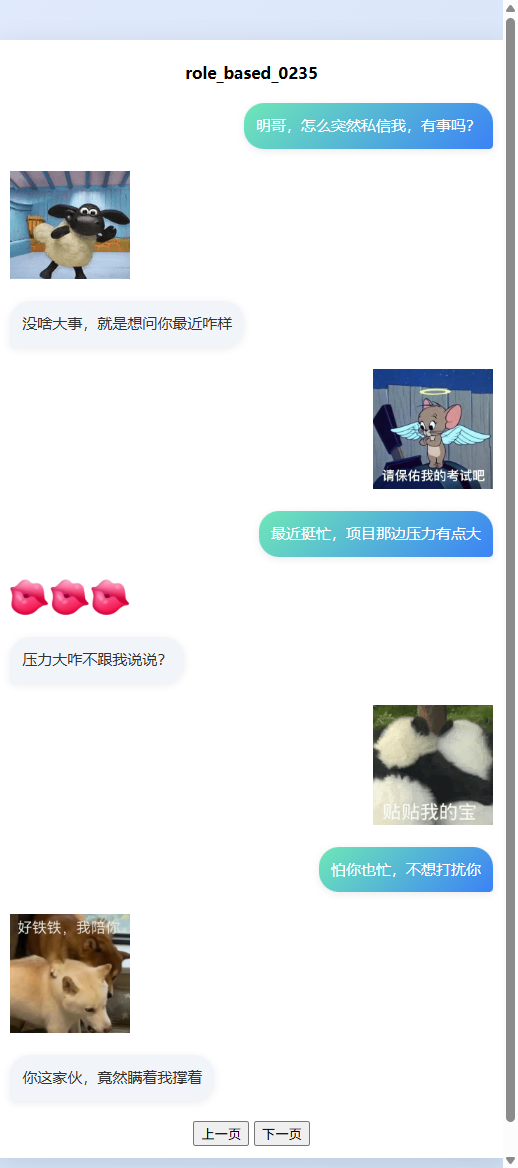 role_based_0235
明哥，怎么突然私信我，有事吗？
没啥大事，就是想问你最近咋样
请保佑我的考试吧
最近挺忙，项目那边压力有点大
压力大咋不跟我说说？
贴贴我的宝
怕你也忙，不想打扰你
好铁铁，我陪你
你这家伙，竟然瞒着我撑着
上一页 下一页